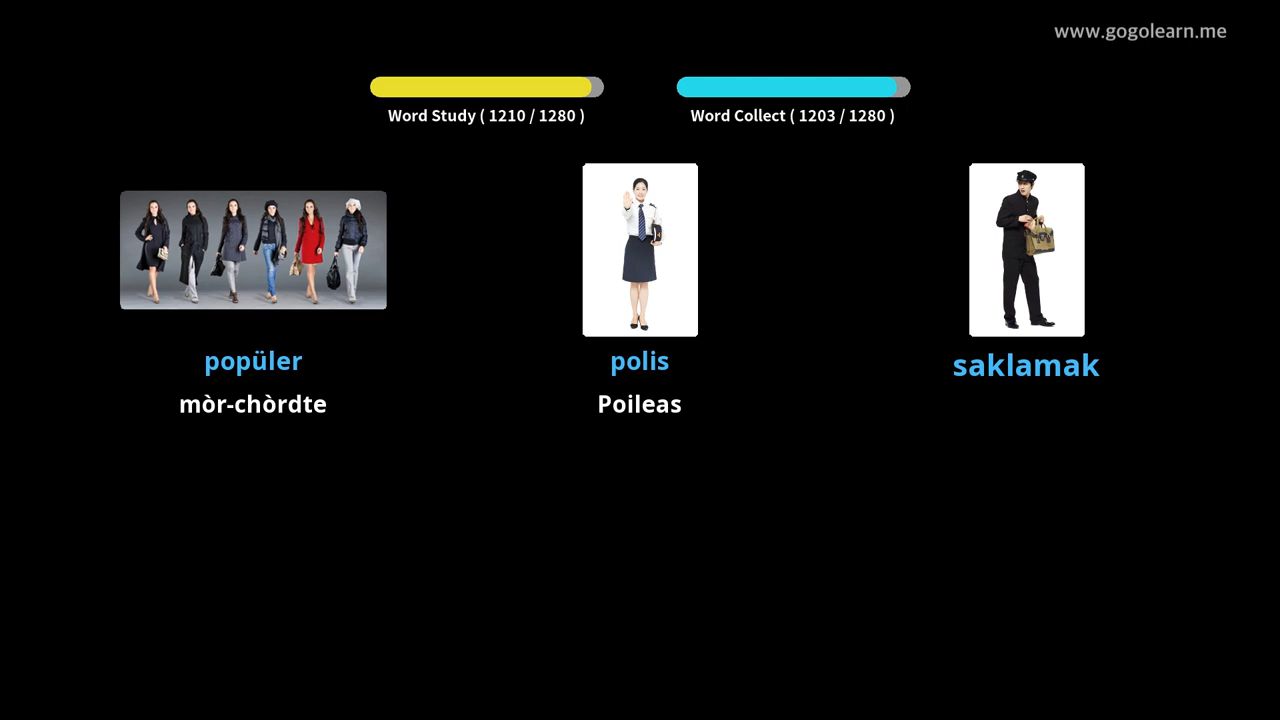 www.gogolearn.me
Word Study ( 1210 / 1280 )
Word Collect ( 1203 / 1280 )
popüler
mòr-chòrdte
polis
Poileas
saklamak